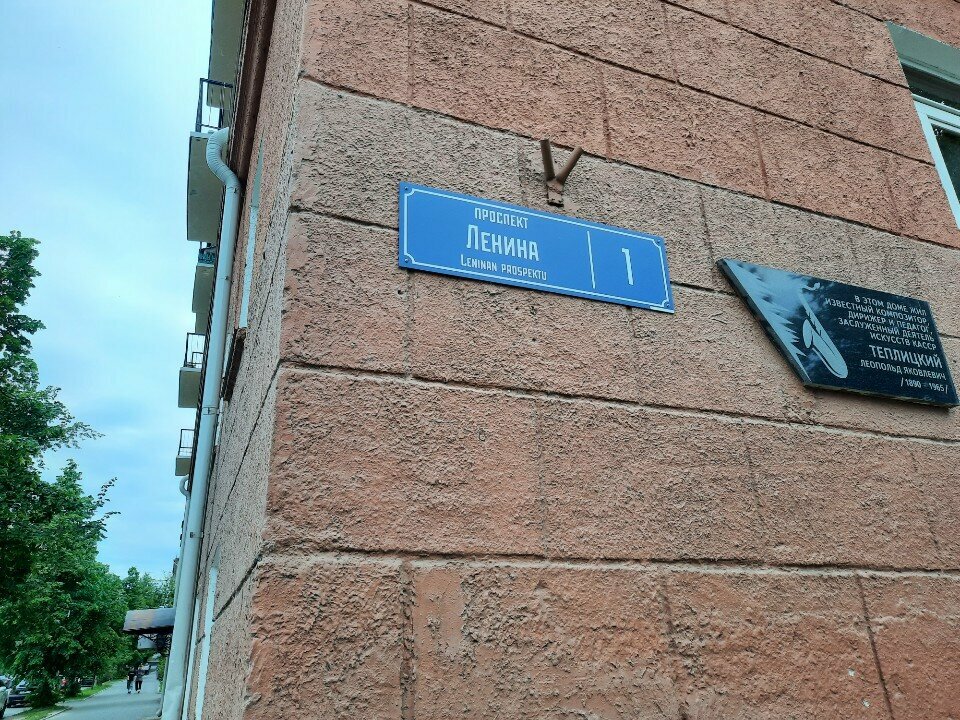 ПРОСПЕКТ
ЛЕНИНА
LENINAN PROSPEKTU
1
В ЭТОМ ДОМЕ ЖИЛ
ИЗВЕСТНЫЙ КОМПОЗИТОР,
ДИРИЖЕР И ПЕДАГОГ
ЗАСЛУЖЕННЫЙ ДЕЯТЕЛЬ
ИСКУССТВ КАССР
ТЕПЛИЦКИЙ
ЛЕОПОЛЬД ЯКОВЛЕВИЧ
/1890 - 1965/